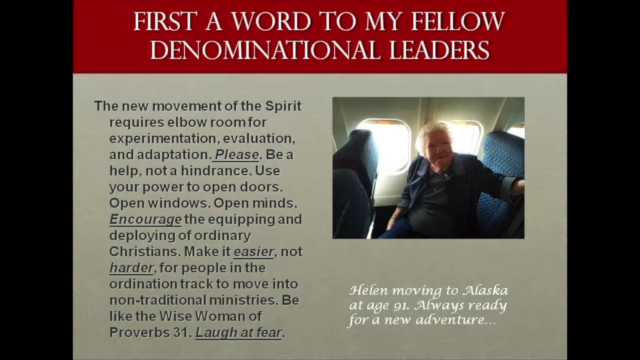 FIRST A WORD TO MY FELLOW
DENOMINATIONAL LEADERS
The new movement of the Spirit
requires elbow room for
experimentation, evaluation,
and adaptation. Please. Be a
help, not a hindrance. Use
your power to open doors.
Open windows. Open minds.
Encourage the equipping and
deploying of ordinary
Christians. Make it easier, not
harder, for people in the
ordination track to move into
non-traditional ministries. Be
like the Wise Woman of
Proverbs 31. Laugh at fear.
Helen moving to Alaska
at age 91. Always ready
for a new adventure...